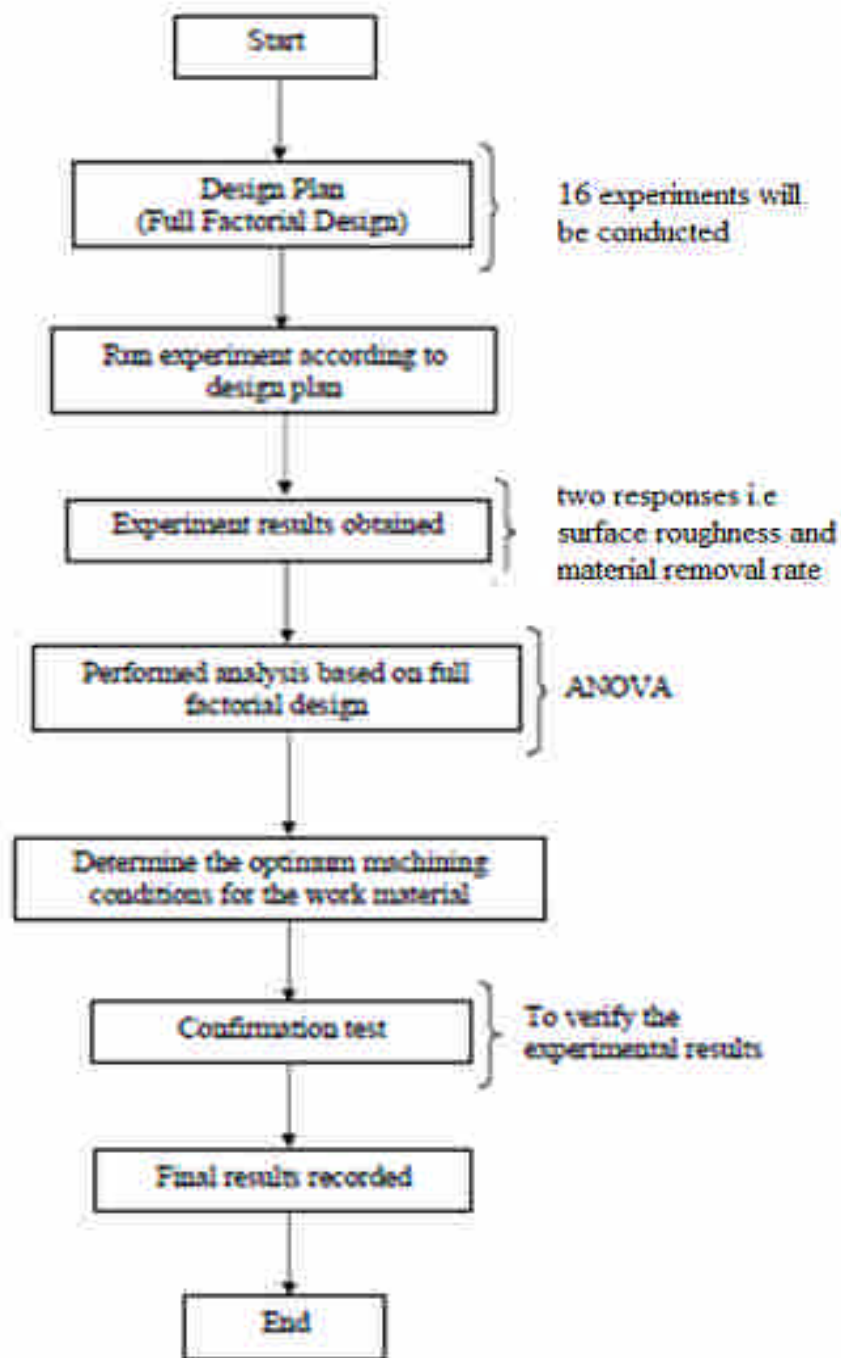 Start
Design Plan
(Full Factorial Design)
16 experiments will
be conducted
Run experiment according to
design plan
Experiment results obtained
two responses i.e
surface roughness and
material removal rate
Performed analysis based on full
factorial design
ANOVA
Determine the optimum machining
conditions for the work material
Confirmation test
To verify the
experimental results
Final results recorded
End